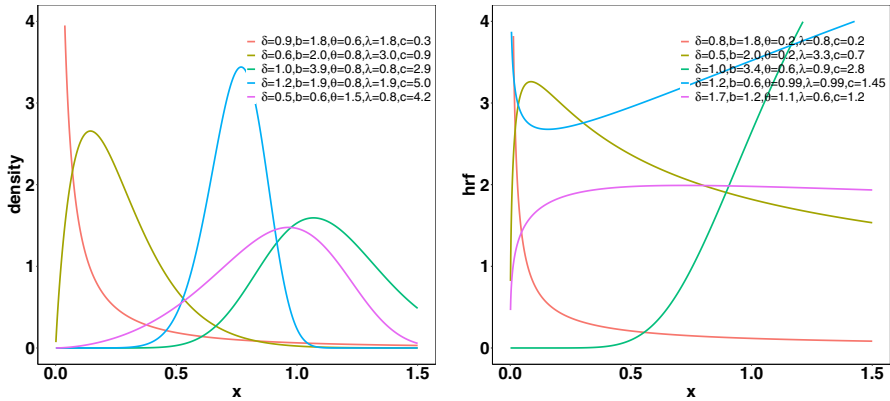 4
3
2
1
0
density
δ=0.9,b=1.8,θ=0.6,λ=1.8,c=0.3
δ=0.6,b=2.0,θ=0.8,λ=3.0,c=0.9
δ=1.0,b=3.9,θ=0.8,λ=0.8,c=2.9
δ=1.2,b=1.9,θ=0.8,λ=1.9,c=5.0
δ=0.5,b=0.6,θ=1.5,λ=0.8,c=4.2
0.0 0.5 1.0 1.5
x
4
3
2
1
0
hrf
δ=0.8,b=1.8,θ=0.2,λ=0.8,c=0.2
δ=0.5,b=2.0,θ=0.2,λ=3.3,c=0.7
δ=1.0,b=3.4,θ=0.6,λ=0.9,c=2.8
δ=1.2,b=0.6,θ=0.99,λ=0.99,c=1.45
δ=1.7,b=1.2,θ=1.1,λ=0.6,c=1.2
0.0 0.5 1.0 1.5
x